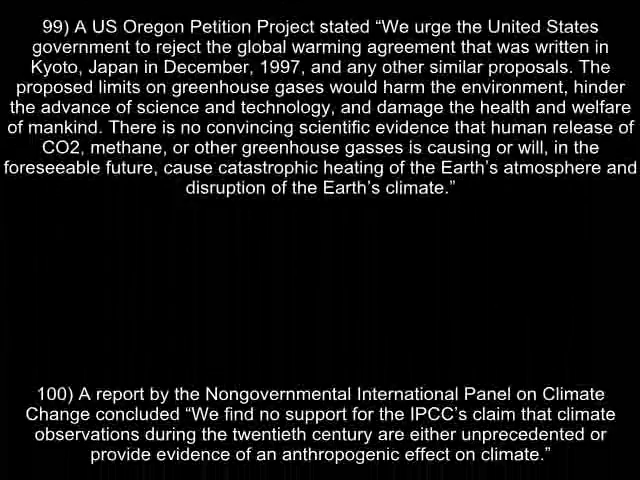 99) A US Oregon Petition Project stated “We urge the United States
government to reject the global warming agreement that was written in
Kyoto, Japan in December, 1997, and any other similar proposals. The
proposed limits on greenhouse gases would harm the environment, hinder
the advance of science and technology, and damage the health and welfare
of mankind. There is no convincing scientific evidence that human release of
CO2, methane, or other greenhouse gasses is causing or will, in the
foreseeable future, cause catastrophic heating of the Earth’s atmosphere and
disruption of the Earth’s climate.”
100) A report by the Nongovernmental International Panel on Climate
Change concluded “We find no support for the IPCC’s claim that climate
observations during the twentieth century are either unprecedented or
provide evidence of an anthropogenic effect on climate.”